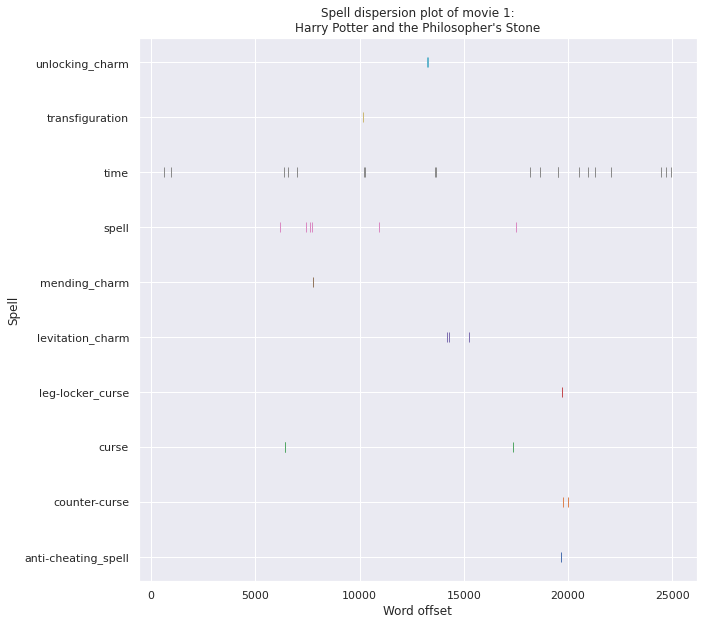 Spell dispersion plot of movie 1:
Harry Potter and the Philosopher's Stone
unlocking_charm
transfiguration
time
spell
mending_charm
levitation_charm
leg-locker_curse
curse
counter-curse
anti-cheating_spell
Spell
0 5000 10000 15000 20000 25000
Word offset